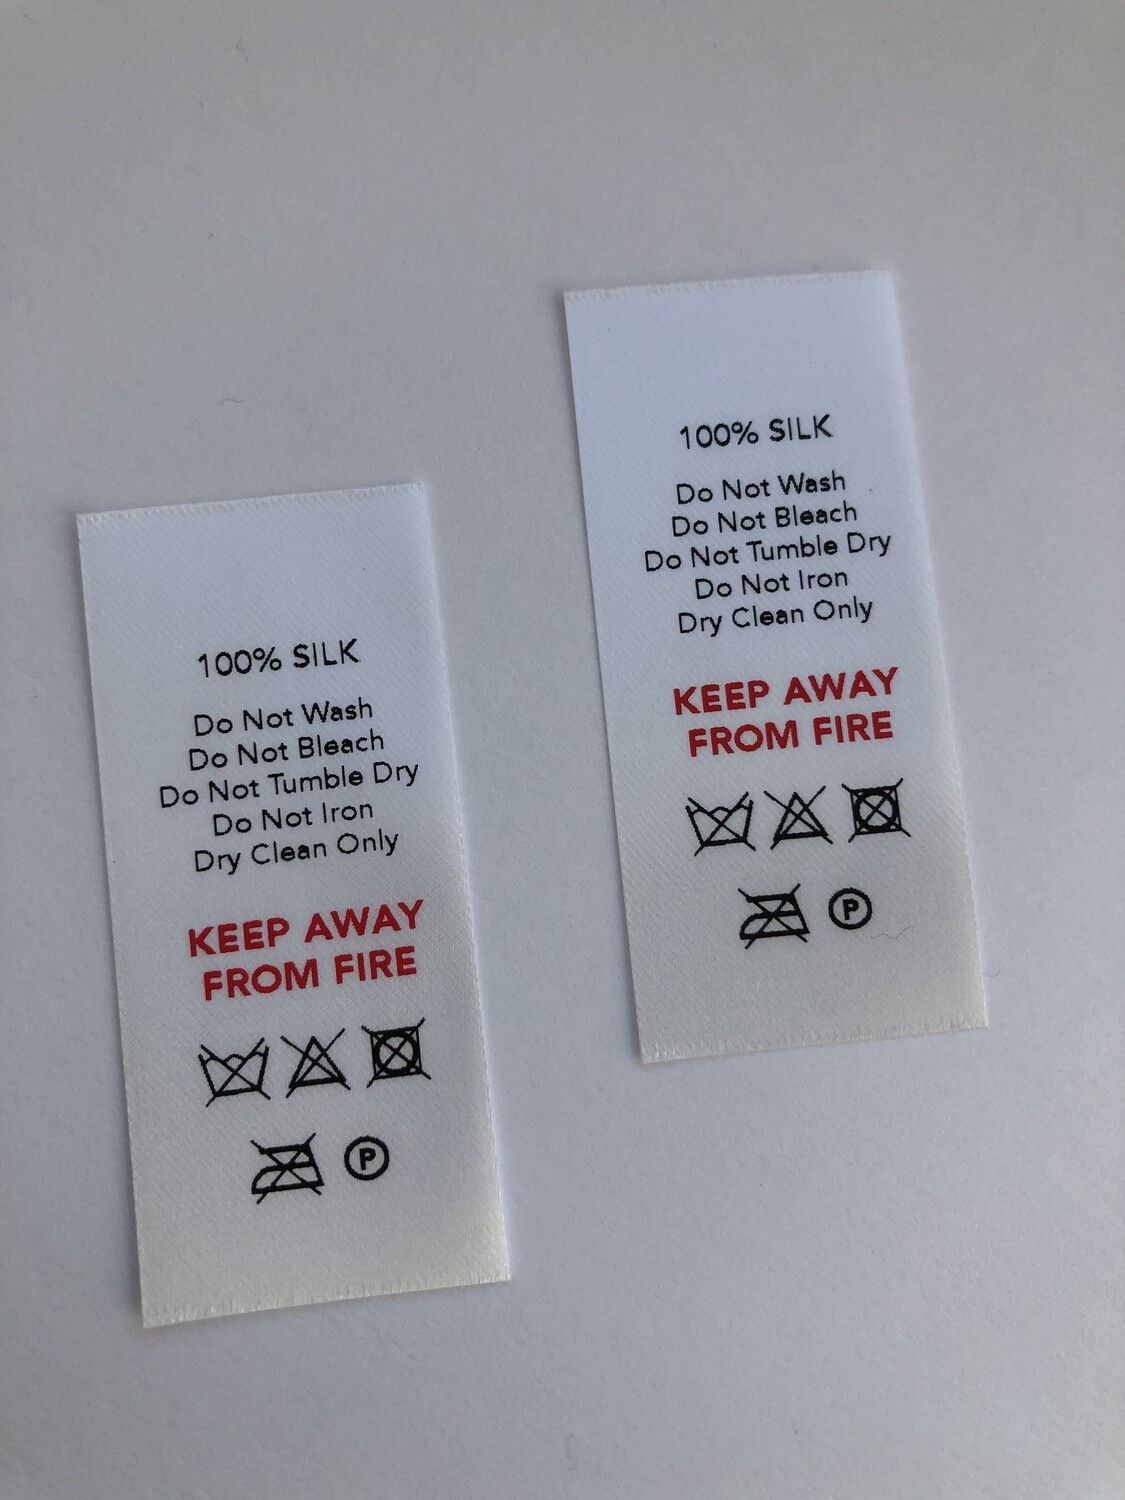 100% SILK
Do Not Wash
Do Not Bleach
Do Not Tumble Dry
Do Not Iron
Dry Clean Only
KEEP AWAY
FROM FIRE
P
100% SILK
Do Not Wash
Do Not Bleach
Do Not Tumble Dry
Do Not Iron
Dry Clean Only
KEEP AWAY
FROM FIRE
P